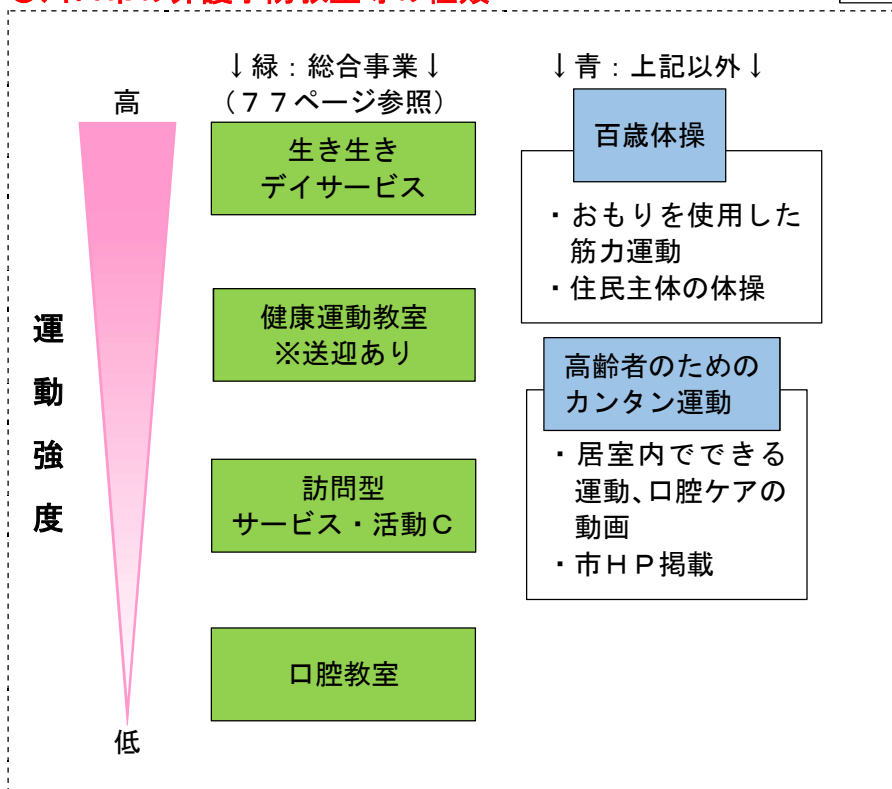 ↓緑：総合事業↓
（７７ページ参照）
↓青：上記以外↓
高
運動強度
低
生き生き
デイサービス
健康運動教室
※送迎あり
訪問型
サービス・活動Ｃ
口腔教室
百歳体操
・おもりを使用した
筋力運動
・住民主体の体操
高齢者のための
カンタン運動
・居室内でできる
運動、口腔ケアの
動画
・市ＨＰ掲載